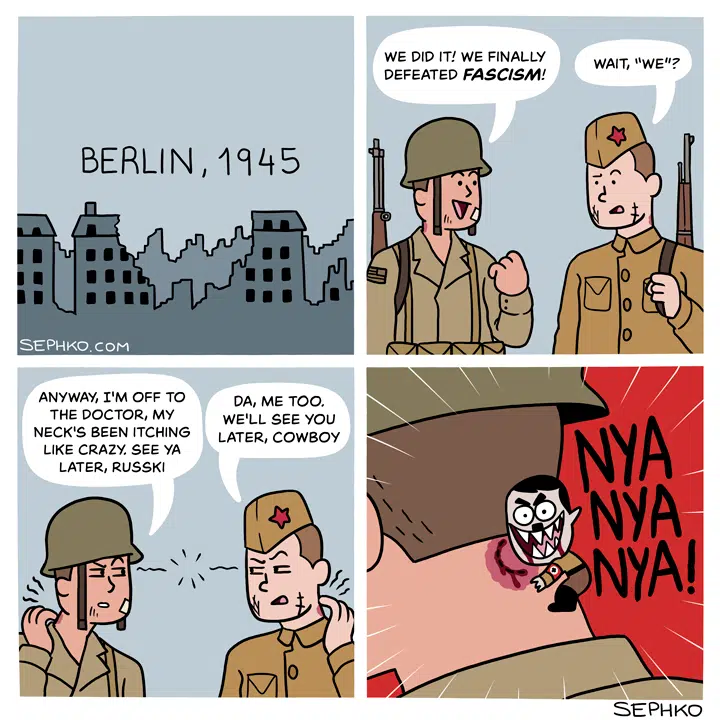 BERLIN, 1945
SEPHKO.COM
WE DID IT! WE FINALLY
DEFEATED FASCISM!
WAIT, "WE"?
ANYWAY, I'M OFF TO
THE DOCTOR, MY
NECK'S BEEN ITCHING
LIKE CRAZY. SEE YA
LATER, RUSSKI
DA, ME TOO.
WE'LL SEE YOU
LATER, COWBOY
NYA
NYA
NYA!
SEPHKO